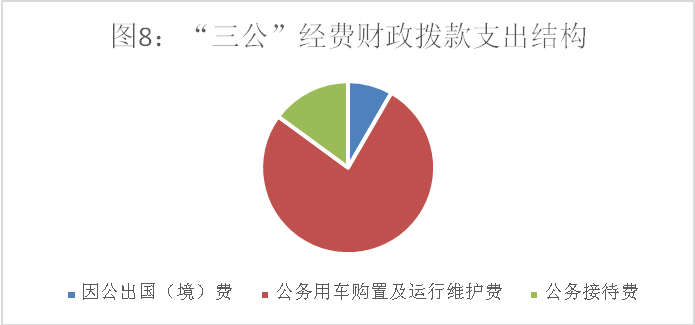 图8：“三公”经费财政拨款支出结构
因公出国（境）费 公务用车购置及运行维护费 公务接待费